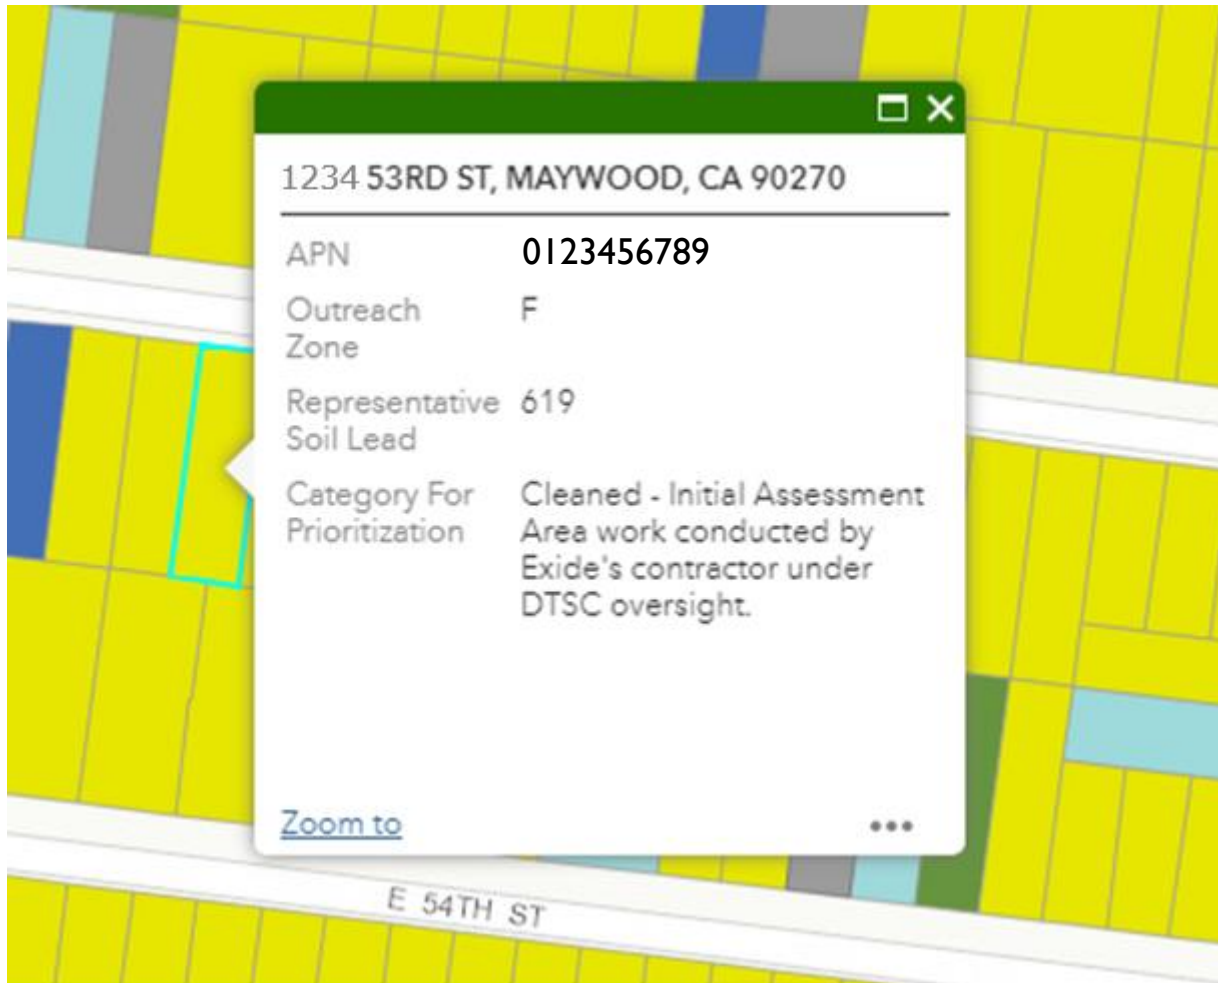 1234 53RD ST, MAYWOOD, CA 90270
APN 0123456789
Outreach F
Zone
Representative 619
Soil Lead
Category For Cleaned - Initial Assessment
Prioritization Area work conducted by
Exide's contractor under
DTSC oversight.
Zoom to
E 54TH ST